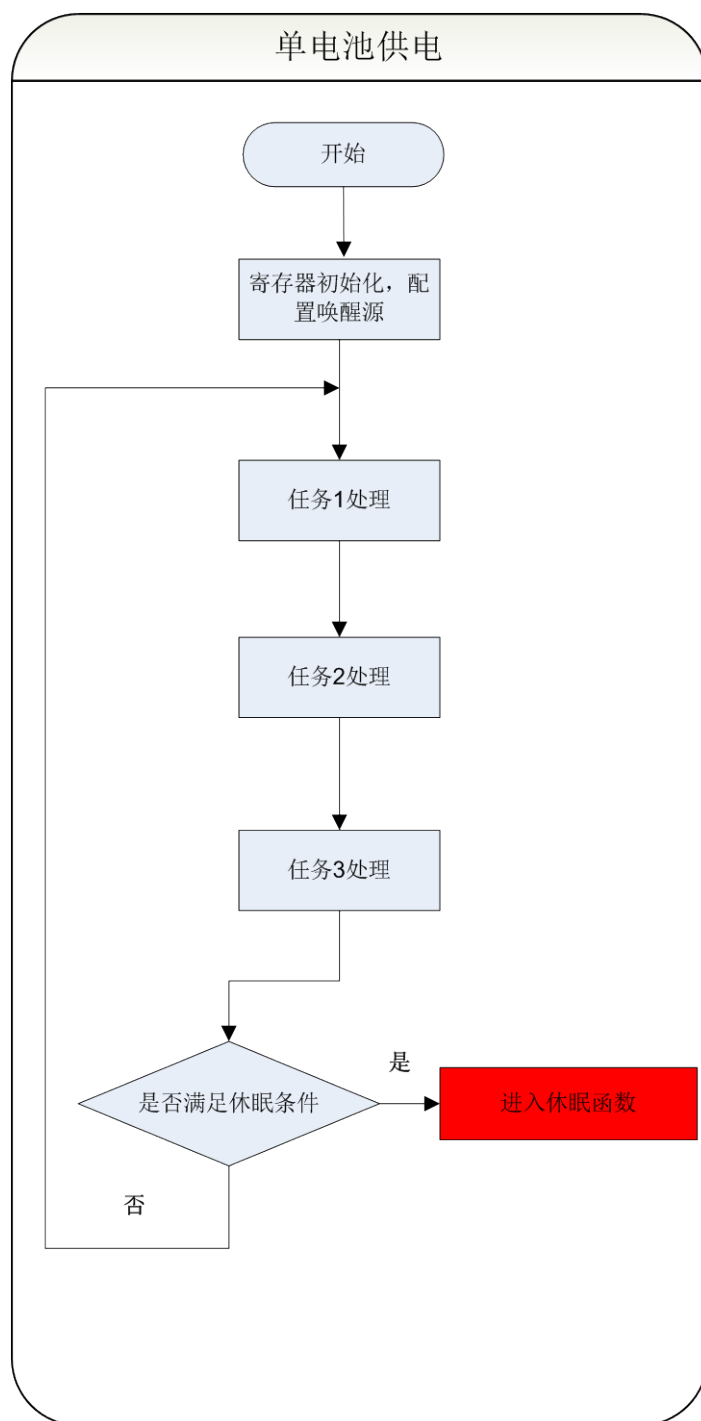 单电池供电
开始
寄存器初始化，配
置唤醒源
任务1处理
任务2处理
任务3处理
是否满足休眠条件
是
进入休眠函数
否